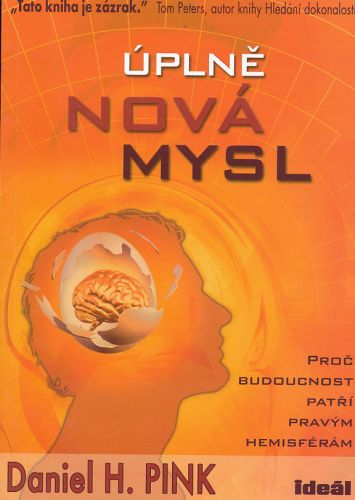 „Tato kniha je zázrak.” Tom Peters, autor knihy Hledání dokonalosti
ÚPLNĚ
NOVÁ
MYSL
PROČ
BUDOUCNOST
PATŘÍ
PRAVÝM
HEMISFÉRÁM
Daniel H. PINK
ideál